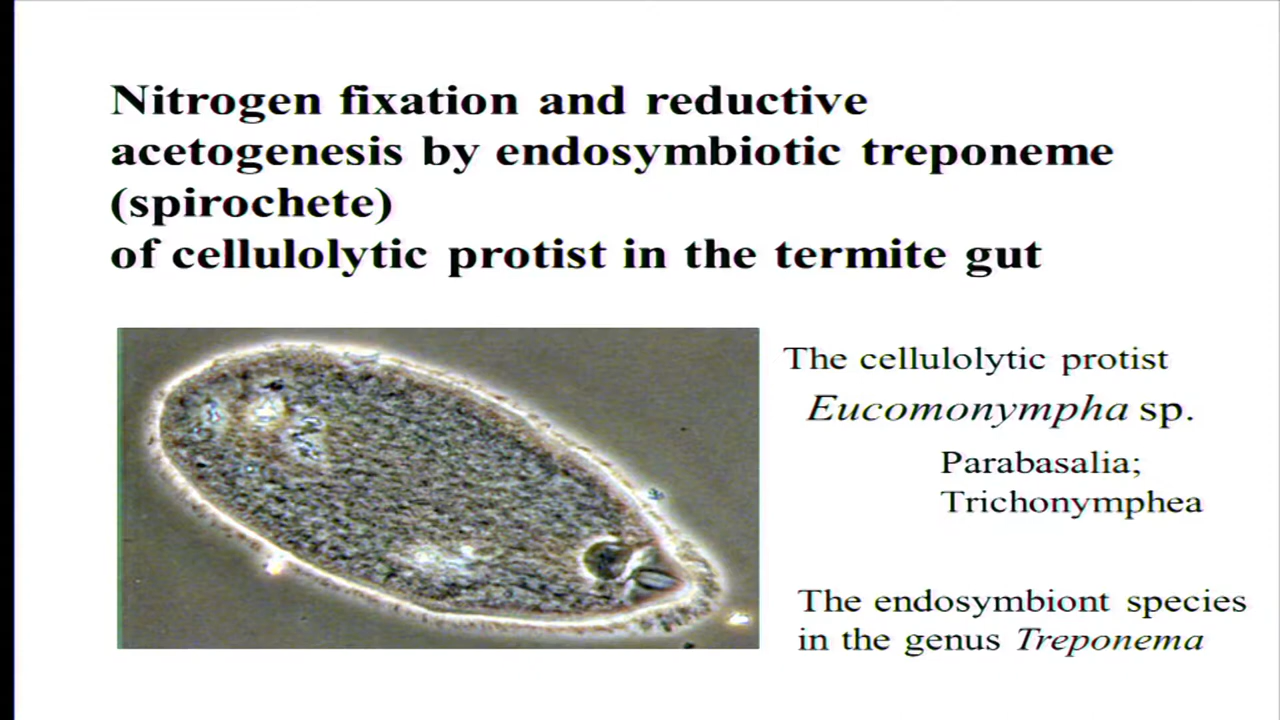 Nitrogen fixation and reductive
acetogenesis by endosymbiotic treponeme
(spirochete)
of cellulolytic protist in the termite gut
The cellulolytic protist
Eucomonympha sp.
Parabasalia;
Trichonymphea
The endosymbiont species
in the genus Treponema